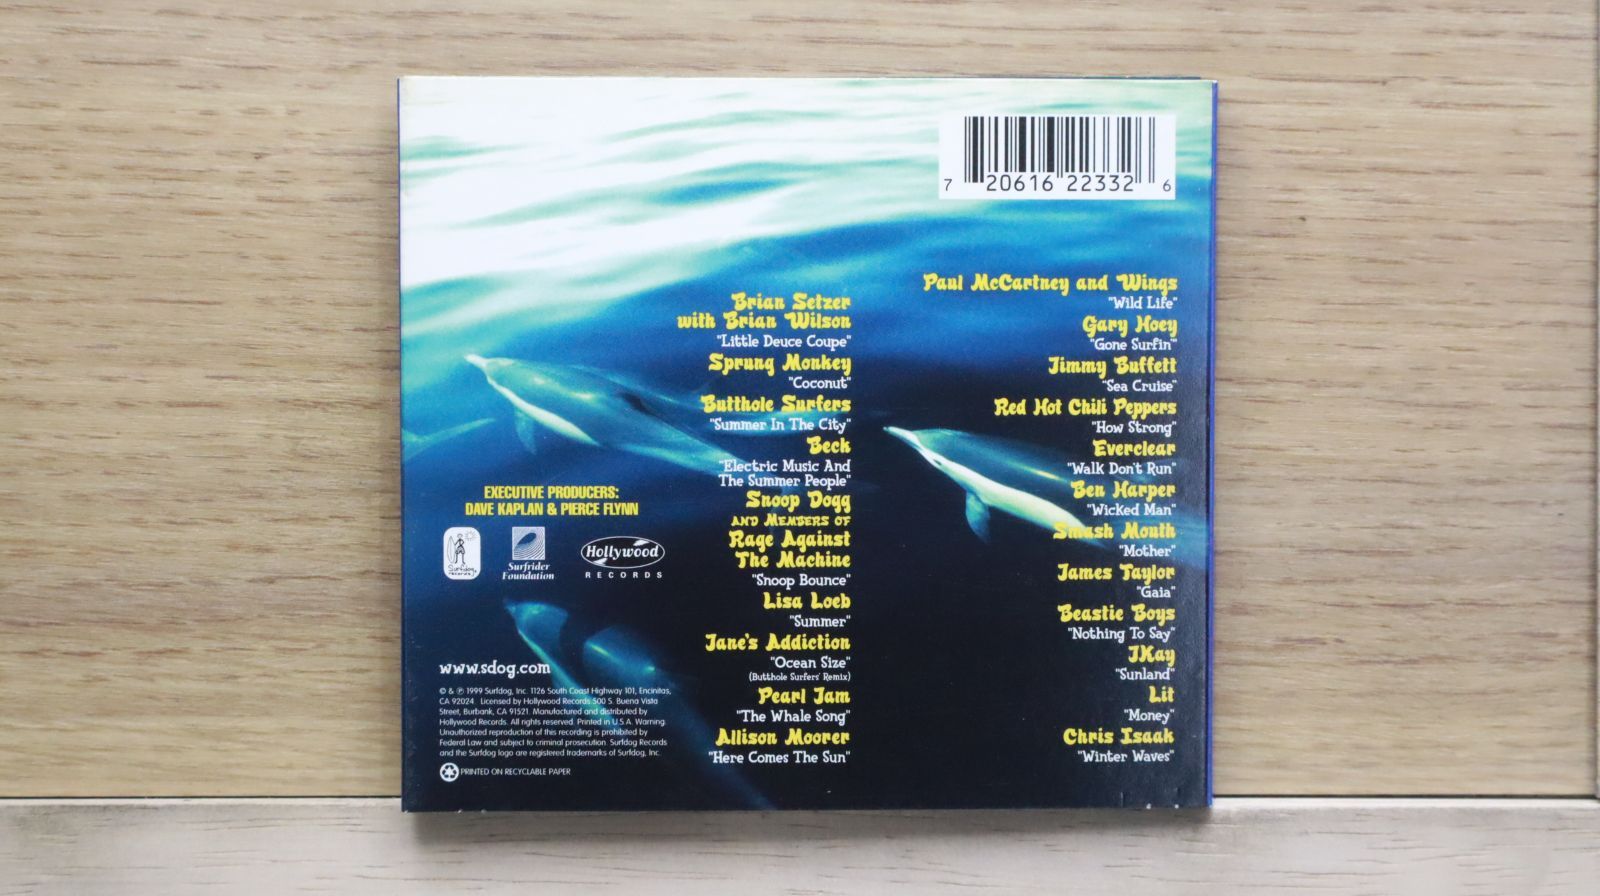 7 20616 22332 6
Brian Setzer
with Brian Wilson
"Little Deuce Coupe"
Sprung Monkey
"Coconut"
Butthole Surfers
"Summer In The City"
Beck
"Electric Music And
The Summer People"
Snoop Dogg
AND MEMBERS OF
Rage Against
The Machine
"Snoop Bounce"
Lisa Loeb
"Summer"
Jane's Addiction
"Ocean Size"
(Butthole Surfers' Remix)
Pearl Jam
"The Whale Song"
Allison Moorer
"Here Comes The Sun"
Paul McCartney and Wings
"Wild Life"
Gary Hoey
"Gone Surfin'"
Jimmy Buffett
"Sea Cruise"
Red Hot Chili Peppers
"How Strong"
Everclear
"Walk Don't Run"
Ben Harper
"Wicked Man"
Smash Mouth
"Mother"
James Taylor
"Gaia"
Beastie Boys
"Nothing To Say"
JKay
"Sunland"
Lit
"Money"
Chris Isaak
"Winter Waves"
EXECUTIVE PRODUCERS:
DAVE KAPLAN & PIERCE FLYNN
Surfdog
records
Surfrider
Foundation
Hollywood
RECORDS
www.sdog.com
© & ℗ 1999 Surfdog, Inc. 1126 South Coast Highway 101, Encinitas,
CA 92024. Licensed by Hollywood Records 500 S. Buena Vista
Street, Burbank, CA 91521. Manufactured and distributed by
Hollywood Records. All rights reserved. Printed in U.S.A. Warning.
Unauthorized reproduction of this recording is prohibited by
Federal Law and subject to criminal prosecution. Surfdog Records
and the Surfdog logo are registered trademarks of Surfdog, Inc.
PRINTED ON RECYCLABLE PAPER